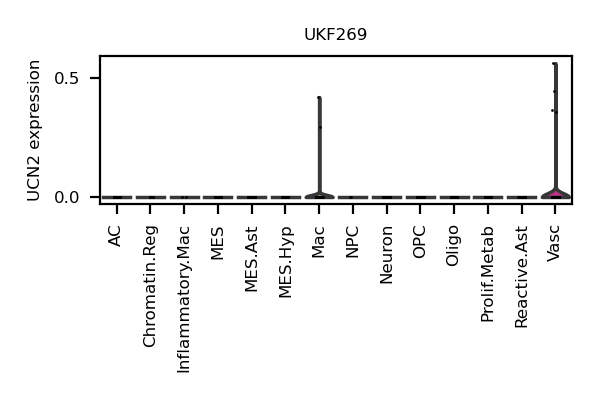 UKF269
UCN2 expression
0.5
0.0
AC
Chromatin.Reg
Inflammatory.Mac
MES
MES.Ast
MES.Hyp
Mac
NPC
Neuron
OPC
Oligo
Prolif.Metab
Reactive.Ast
Vasc